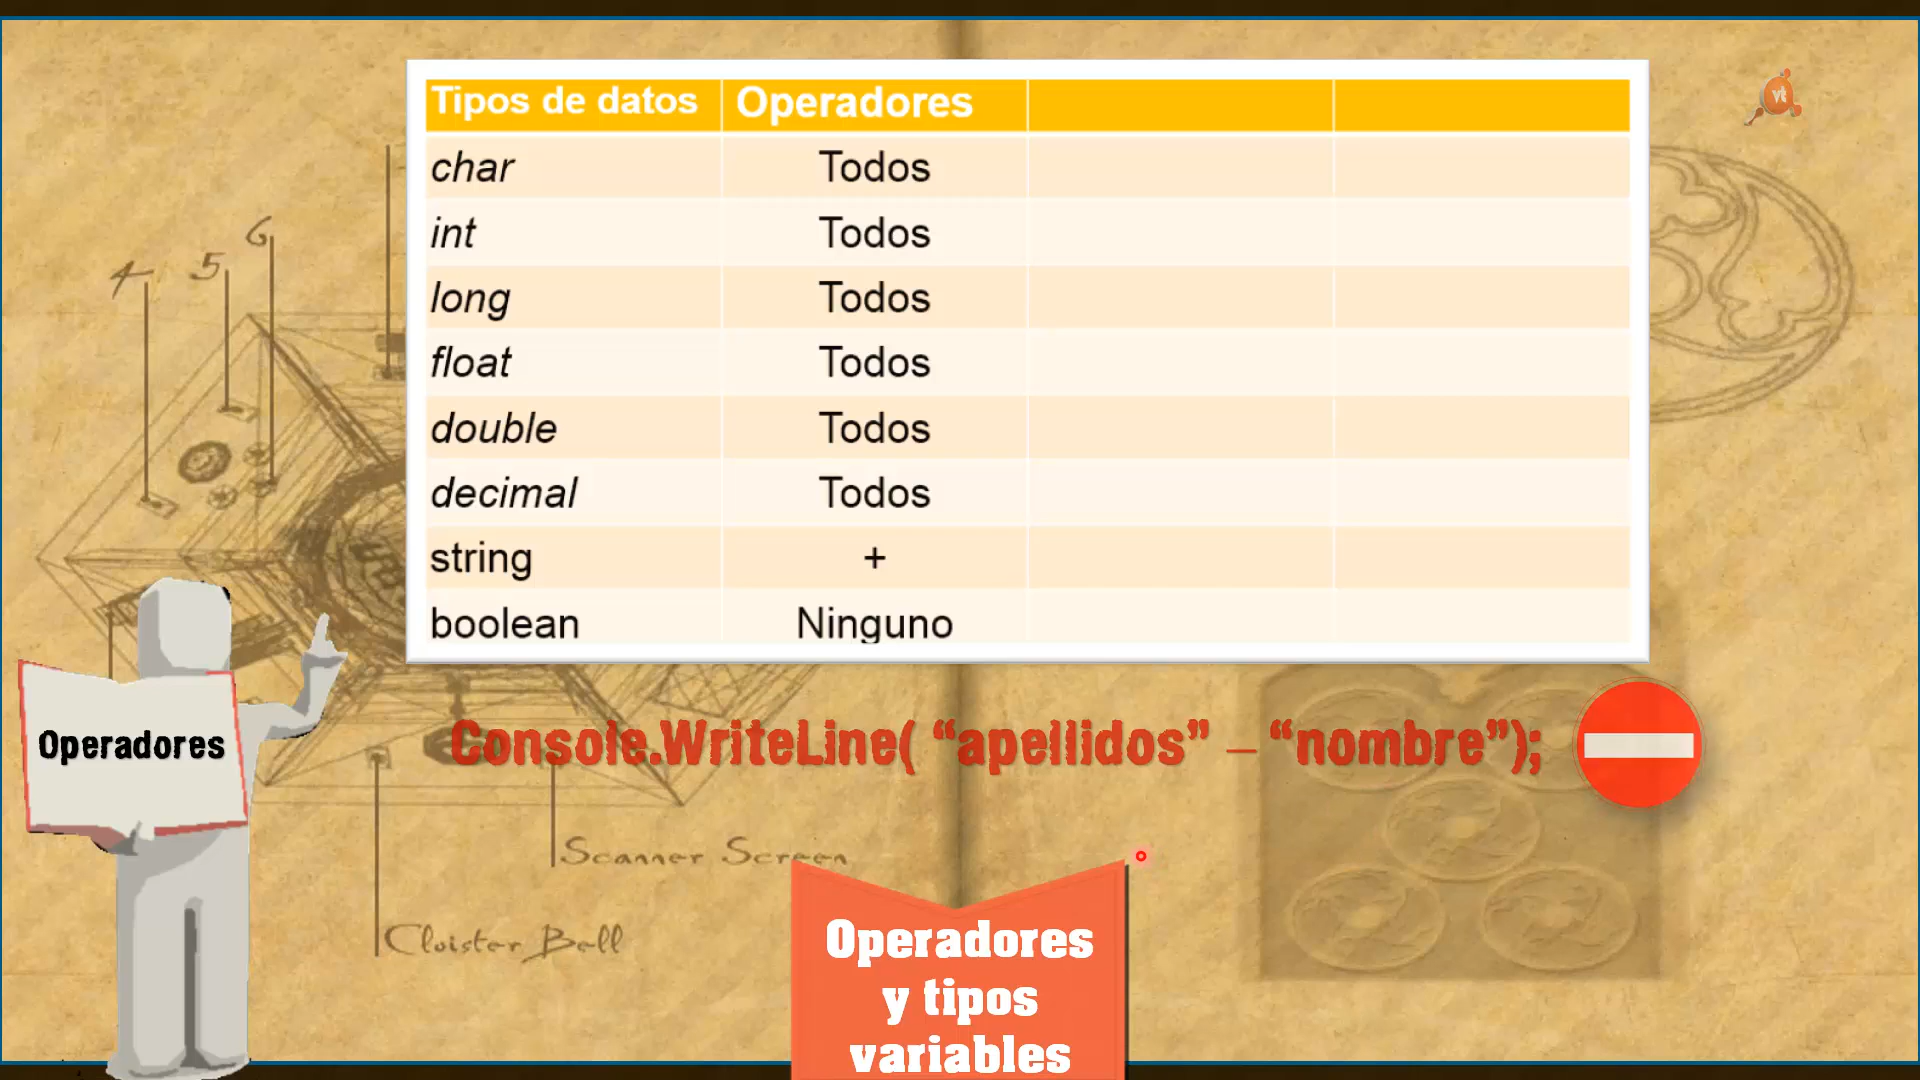 Tipos de datos Operadores
char Todos
int Todos
long Todos
float Todos
double Todos
decimal Todos
string +
boolean Ninguno
vt
4 5 6
Operadores
Console.WriteLine( “apellidos” – “nombre”);
Scanner Screen
Cloister Bell
Operadores
y tipos
variables